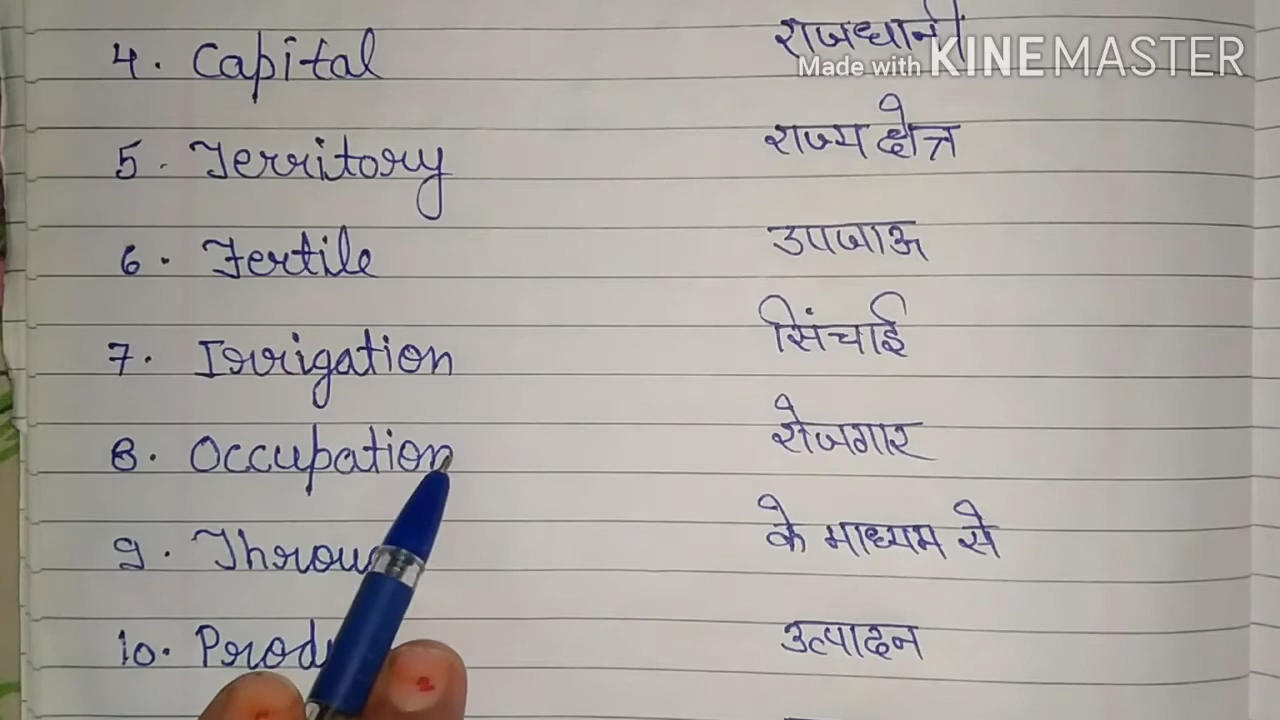 4. Capital राजधानी
Made with KINEMASTER
5. Territory राज्य क्षेत्र
6. Fertile उपजाऊ
7. Irrigation सिंचाई
8. Occupation रोजगार
9. के माध्यम से
10. उत्पादन